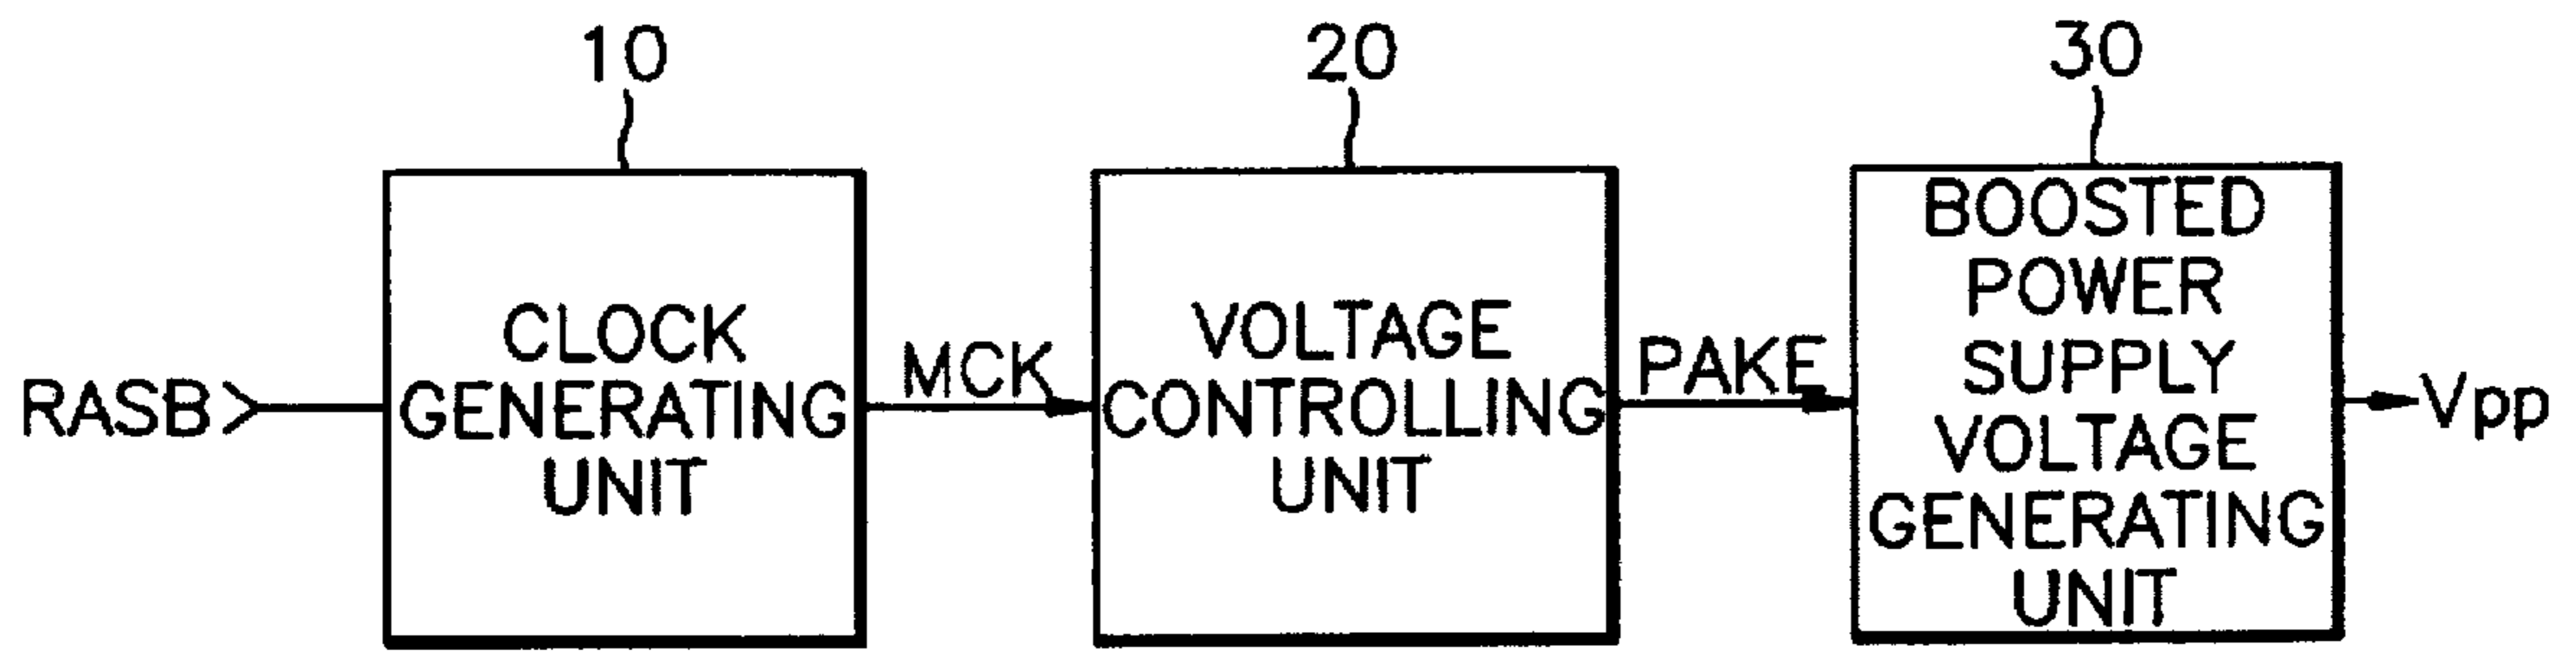 10
20
30
RASB
CLOCK
GENERATING
UNIT
MCK
VOLTAGE
CONTROLLING
UNIT
PAKE
BOOSTED
POWER
SUPPLY
VOLTAGE
GENERATING
UNIT
Vpp